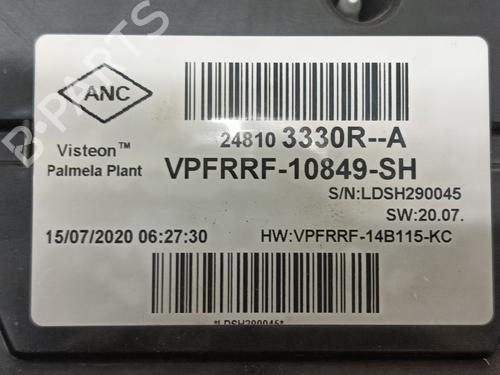 B-PARTS
ANC
24810 3330R--A
Visteon™
Palmela Plant
VPFRRF-10849-SH
S/N:LDSH290045
SW:20.07.
15/07/2020 06:27:30
HW:VPFRRF-14B115-KC
*LDSH290045*